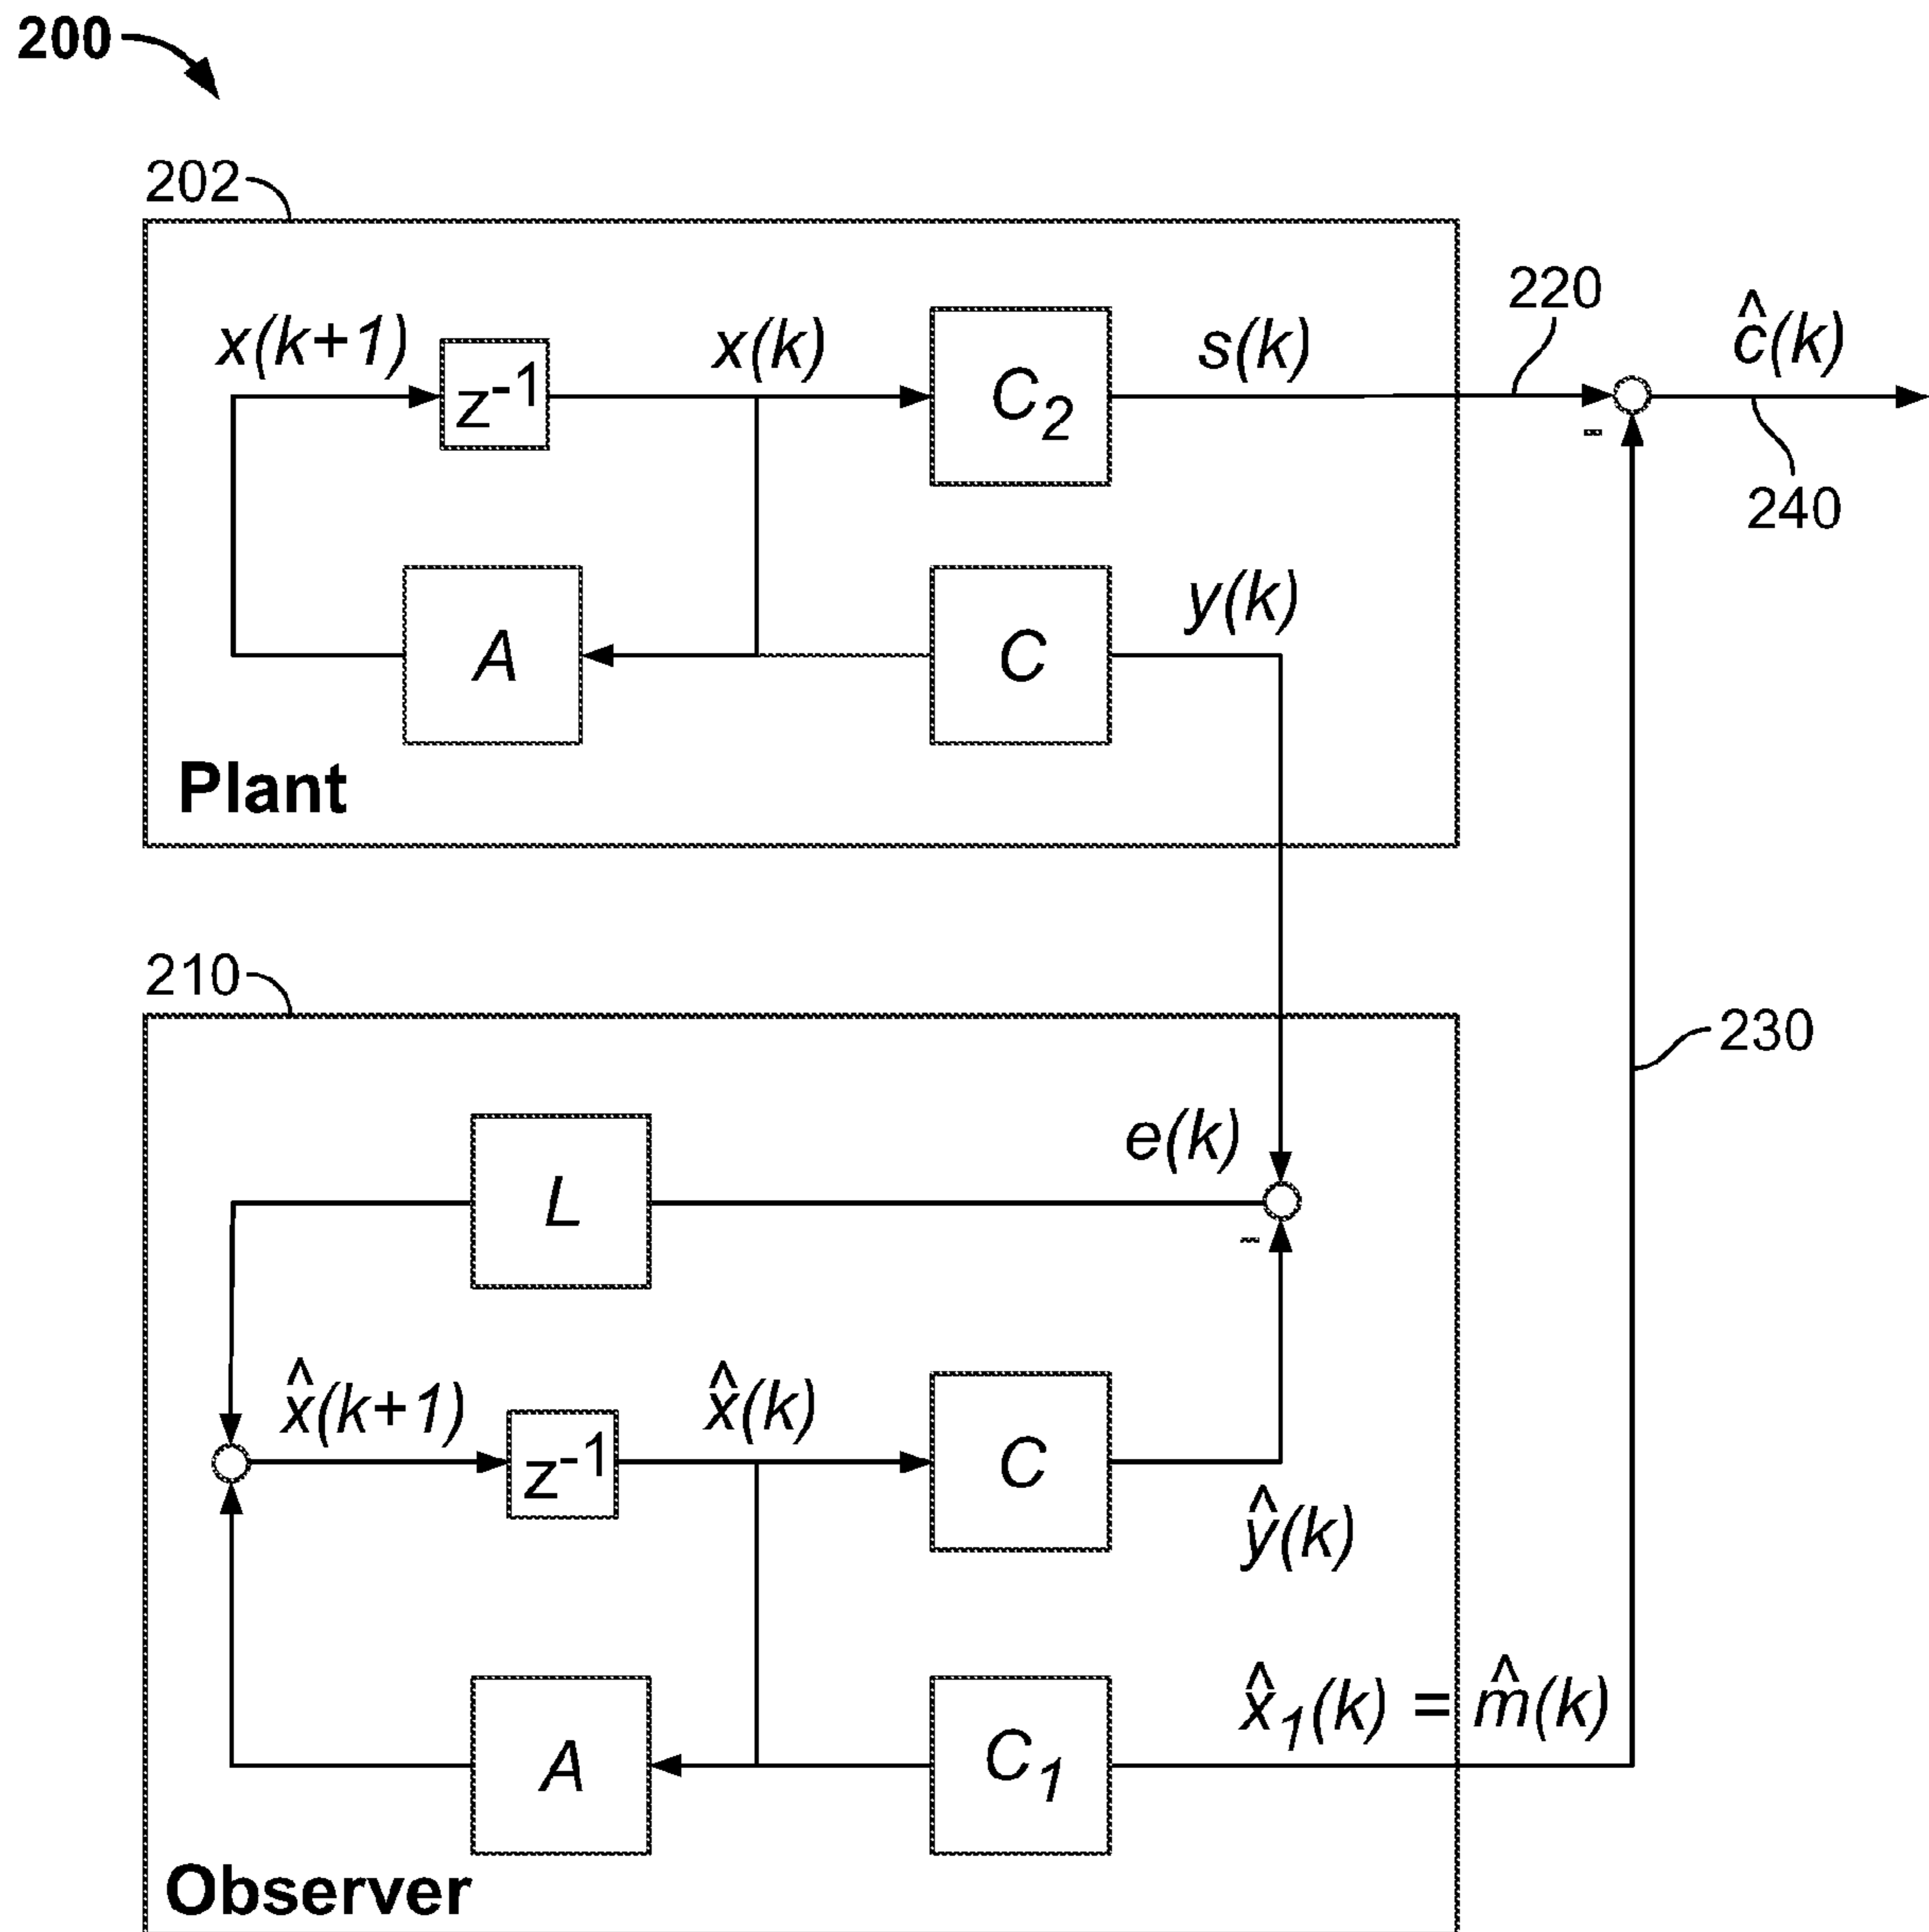 200
202
x(k+1)
z⁻¹
x(k)
C₂
s(k)
220
ĉ(k)
-
240
A
C
y(k)
Plant
210
230
L
e(k)
-
x̂(k+1)
z⁻¹
x̂(k)
C
ŷ(k)
A
C₁
x̂₁(k) = m̂(k)
Observer